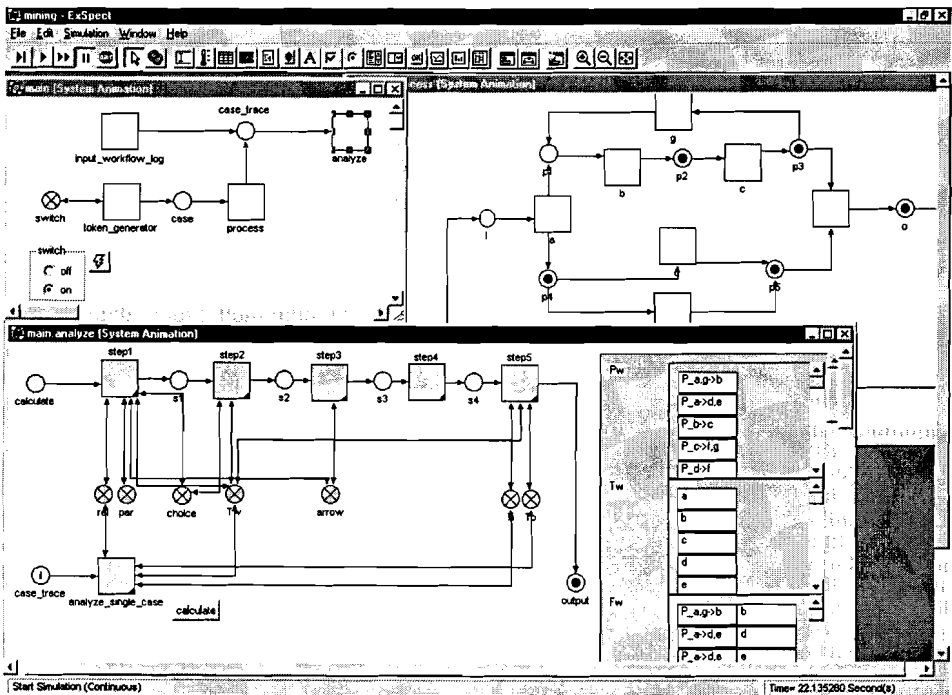 mining - ExSpect
File Edit Simulation Window Help
main [System Animation]
case_trace
input_workflow_log
analyze
switch
token_generator
case
process
switch
off
on
[System Animation]
g
b
p2
c
p3
i
a
o
p4
p5
main.analyze [System Animation]
step1
step2
step3
step4
step5
calculate
s1
s2
s3
s4
par
choice
arrow
case_trace
i
analyze_single_case
calculate
output
Pw
P_a,g->b
P_a->d,e
P_b->c
P_c->f,g
P_d->f
Tw
a
b
c
d
e
Fw
P_a,g->b b
P_a->d,e d
P_a->d,e e
Start Simulation (Continuous)
Time= 22.135280 Second(s)